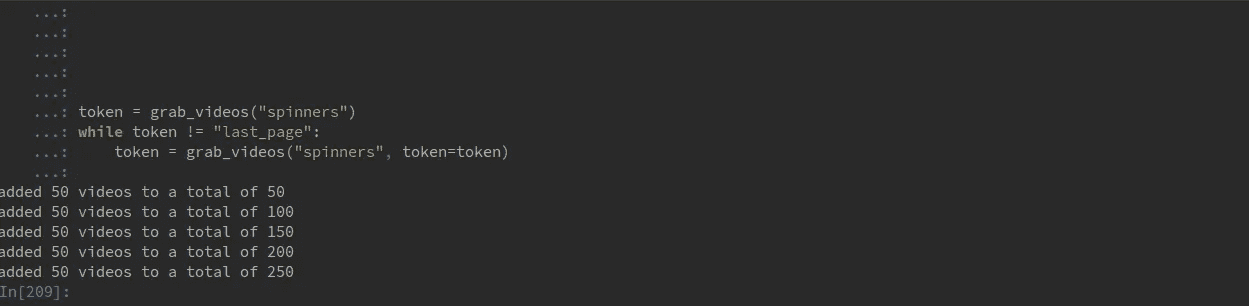 ...:
...:
...:
...:
...:
...: token = grab_videos("spinners")
...: while token != "last_page":
...:     token = grab_videos("spinners", token=token)
...:
added 50 videos to a total of 50
added 50 videos to a total of 100
added 50 videos to a total of 150
added 50 videos to a total of 200
added 50 videos to a total of 250
In[209]: